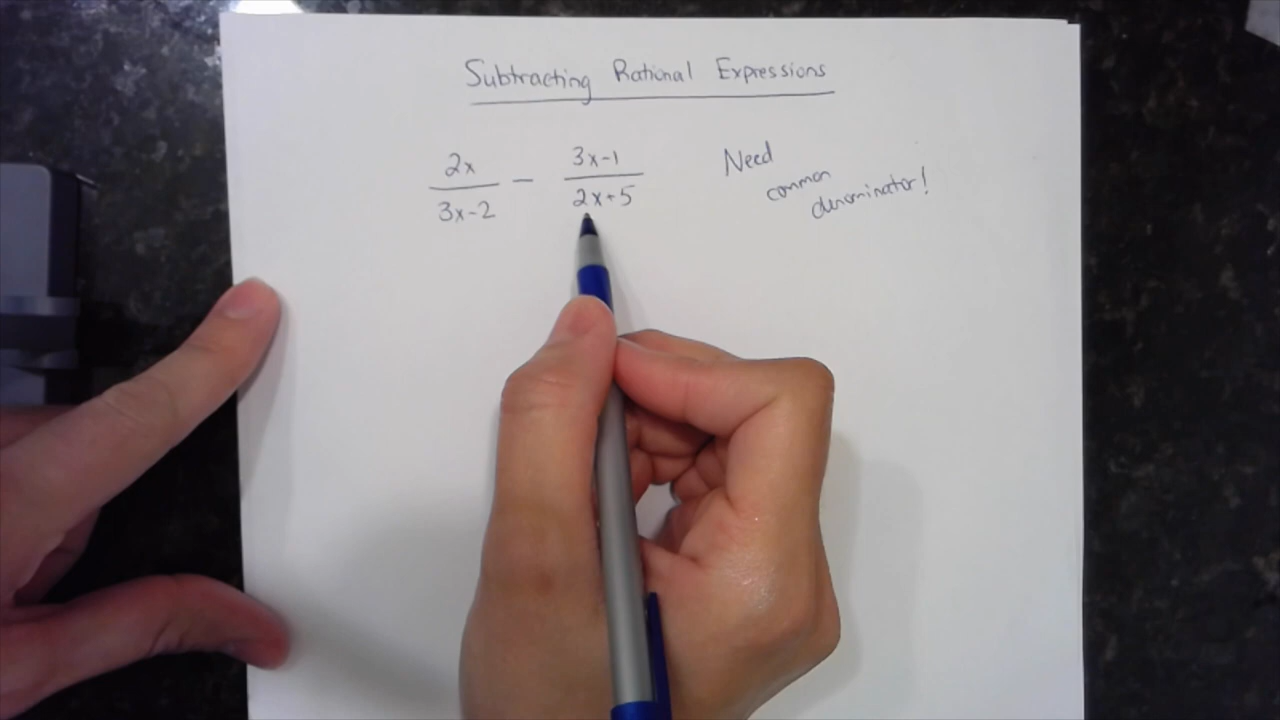 Subtracting Rational Expressions
2x/3x-2 - 3x-1/2x+5
Need
common
denominator!